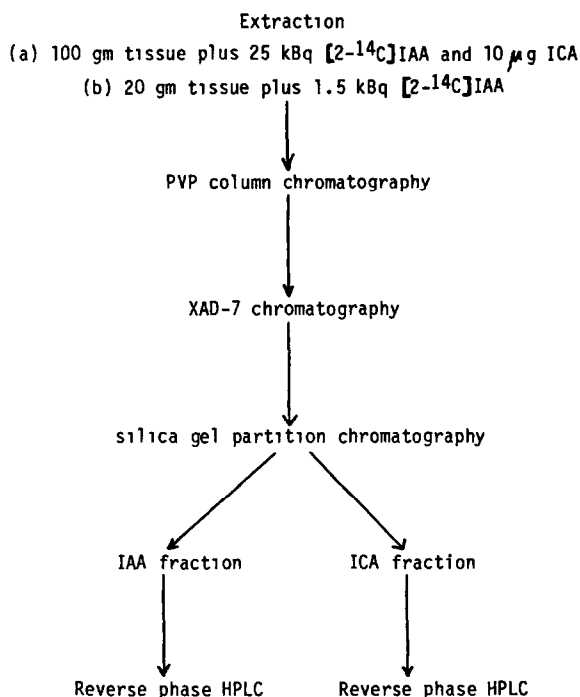 Extraction
(a) 100 gm tissue plus 25 kBq [2-14C]IAA and 10 μg ICA
(b) 20 gm tissue plus 1.5 kBq [2-14C]IAA
PVP column chromatography
XAD-7 chromatography
silica gel partition chromatography
IAA fraction ICA fraction
Reverse phase HPLC Reverse phase HPLC